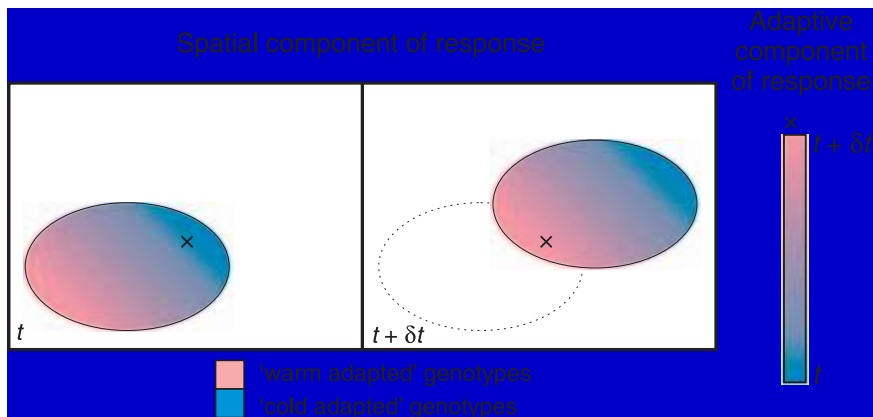 Spatial component of response
Adaptive
component
of response
×
t + δt
×
×
t
t + δt
t
'warm adapted' genotypes
'cold adapted' genotypes